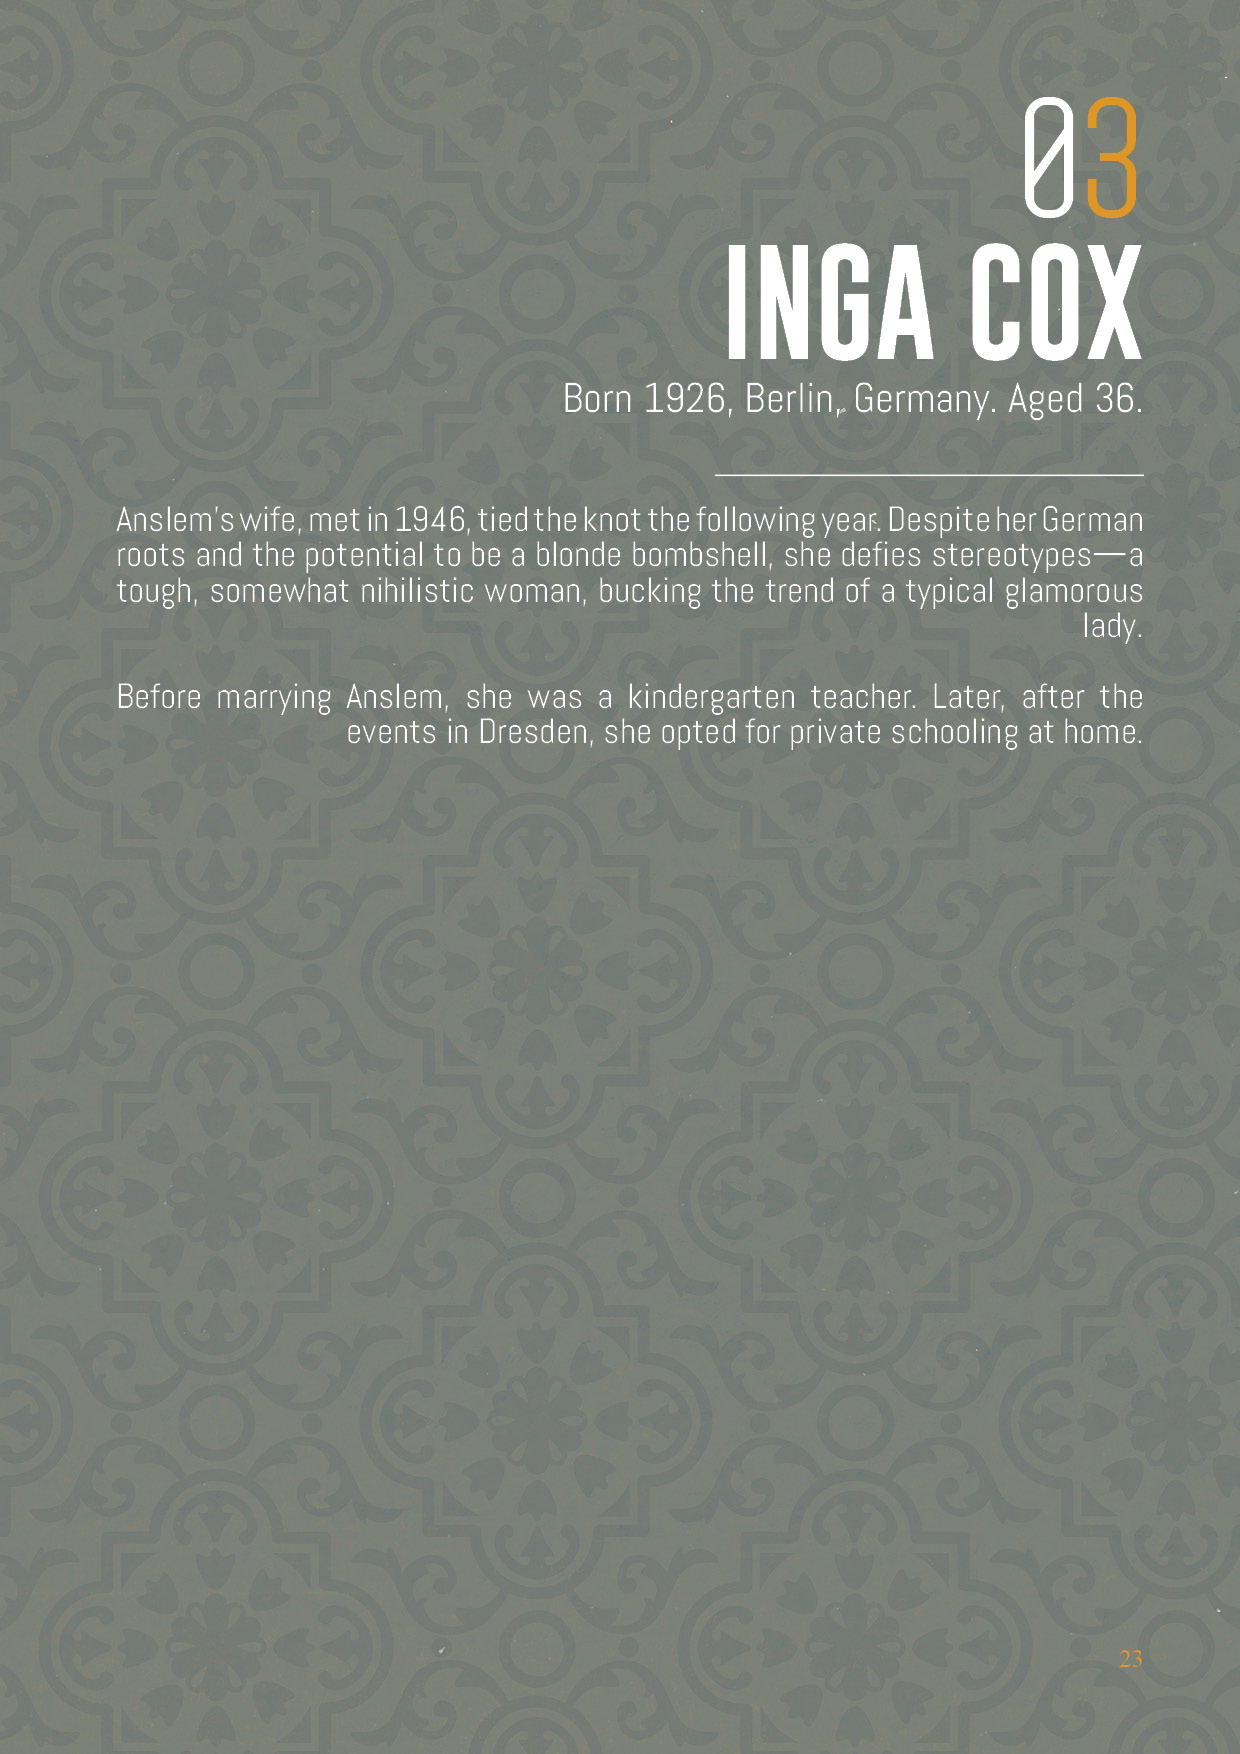 03
INGA COX
Born 1926, Berlin, Germany. Aged 36.
Anslem's wife, met in 1946, tied the knot the following year. Despite her German
roots and the potential to be a blonde bombshell, she defies stereotypes—a
tough, somewhat nihilistic woman, bucking the trend of a typical glamorous
lady.
Before marrying Anslem, she was a kindergarten teacher. Later, after the
events in Dresden, she opted for private schooling at home.
23